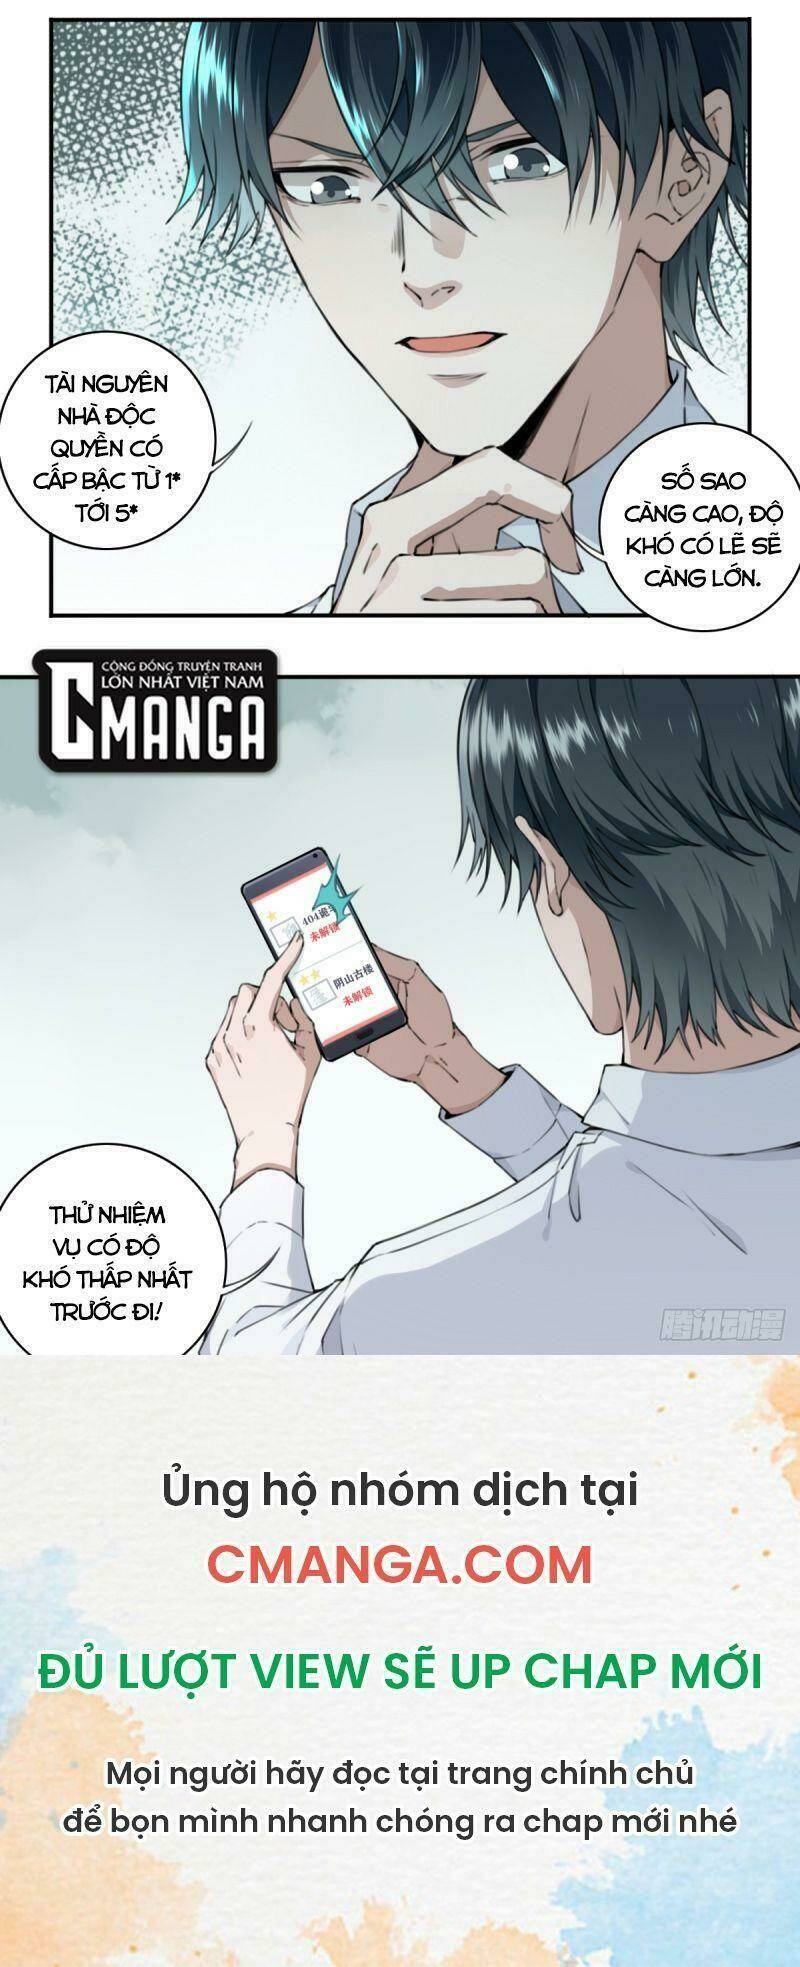 TÀI NGUYÊN
NHÀ ĐỘC
QUYỀN CÓ
CẤP BẬC TỪ 1*
TỚI 5*
SỐ SAO
CÀNG CAO, ĐỘ
KHÓ CÓ LẼ SẼ
CÀNG LỚN.
CỘNG ĐỒNG TRUYỆN TRANH
LỚN NHẤT VIỆT NAM
CMANGA
404诡
未解锁
阴山古楼
未解锁
THỬ NHIỆM
VỤ CÓ ĐỘ
KHÓ THẤP NHẤT
TRƯỚC ĐI!
腾讯动漫
Ủng hộ nhóm dịch tại
CMANGA.COM
ĐỦ LƯỢT VIEW SẼ UP CHAP MỚI
Mọi người hãy đọc tại trang chính chủ
để bọn mình nhanh chóng ra chap mới nhé